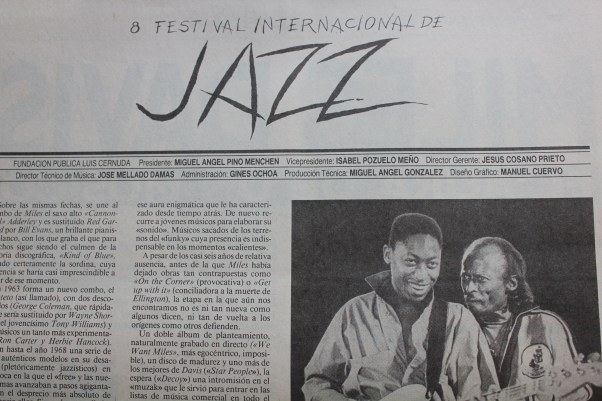 8 FESTIVAL INTERNACIONAL DE
JAZZ
FUNDACION PUBLICA LUIS CERNUDA Presidente: MIGUEL ANGEL PINO MENCHEN Vicepresidente: ISABEL POZUELO MEÑO Director Gerente: JESUS COSANO PRIETO
Director Técnico de Música: JOSE MELLADO DAMAS Administración: GINES OCHOA Producción Técnica: MIGUEL ANGEL GONZALEZ Diseño Gráfico: MANUEL CUERVO
Sobre las mismas fechas, se une al
mbo de Miles el saxo alto «Cannon-
Adderley y es sustituido Red Gar-
por Bill Evans, un brillante pianis-
blanco, con los que graba el que para
chos sigue siendo el culmen de la
oria discográfica, «Kind of Blue»,
do certeramente la sordina, cuya
encia se haría casi imprescindible a
ir de ese momento.
1963 forma un nuevo combo, el
(así llamado), con dos desco-
(George Coleman, que rápida-
e sería sustituido por Wayne Shor-
l jovencísimo Tony Williams) y
úsicos un tanto más experimenta-
Ron Carter y Herbie Hancock).
n hasta el año 1968 una serie de
auténticos modelos en su desa-
(pletóricamente jazzísticos) en
oca en la que el «free» y las nue-
mas avanzaban a pasos agiganta-
n el desprecio más absoluto de
ese aura enigmática que le ha caracteri-
zado desde tiempo atrás. De nuevo re-
curre a jóvenes músicos para elaborar su
«sonido». Músicos sacados de los terre-
nos del «funky» cuya presencia es indis-
pensable en los momentos «calientes».
A pesar de los casi seis años de relativa
ausencia, antes de la que Miles había
dejado obras tan contrapuestas como
«On the Corners» (provocativa) o «Get
up with it» (conciliadora a la muerte de
Ellington), la etapa en la que aún nos
encontramos no es ni tan nueva como
algunos dicen, ni tan de vuelta a los
orígenes como otros defienden.
Un doble álbum de planteamiento,
naturalmente grabado en directo («We
Want Miles», más egocéntrico, imposi-
ble), un disco de madurez y uno más de
los mejores de Davis («Star People»), la
espera («Decoy») una intromisión en el
«muzak» que le sirvió para entrar en las
listas de música comercial en todo el